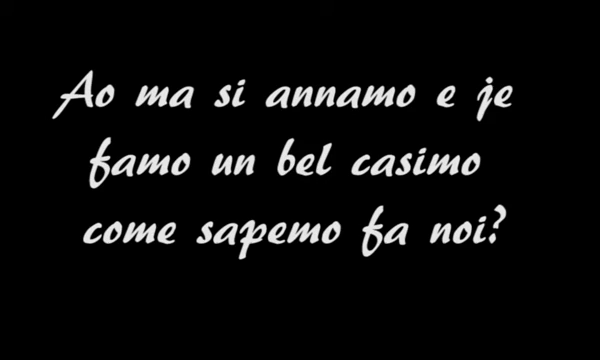 Ao ma si annamo e je
famo un bel casimo
come sapemo fa noi?